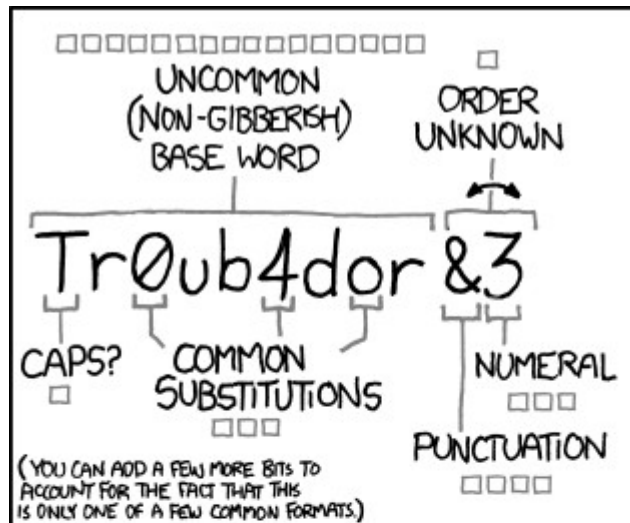 UNCOMMON
(NON-GIBBERISH)
BASE WORD
ORDER
UNKNOWN
Tr0ub4dor &3
CAPS?
COMMON
SUBSTITUTIONS
NUMERAL
PUNCTUATION
(YOU CAN ADD A FEW MORE BITS TO
ACCOUNT FOR THE FACT THAT THIS
IS ONLY ONE OF A FEW COMMON FORMATS.)